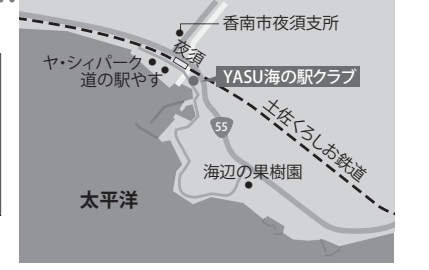 香南市夜須支所
夜須
ヤ・シィパーク
道の駅やす
YASU海の駅クラブ
55
土佐くろしお鉄道
海辺の果樹園
太平洋